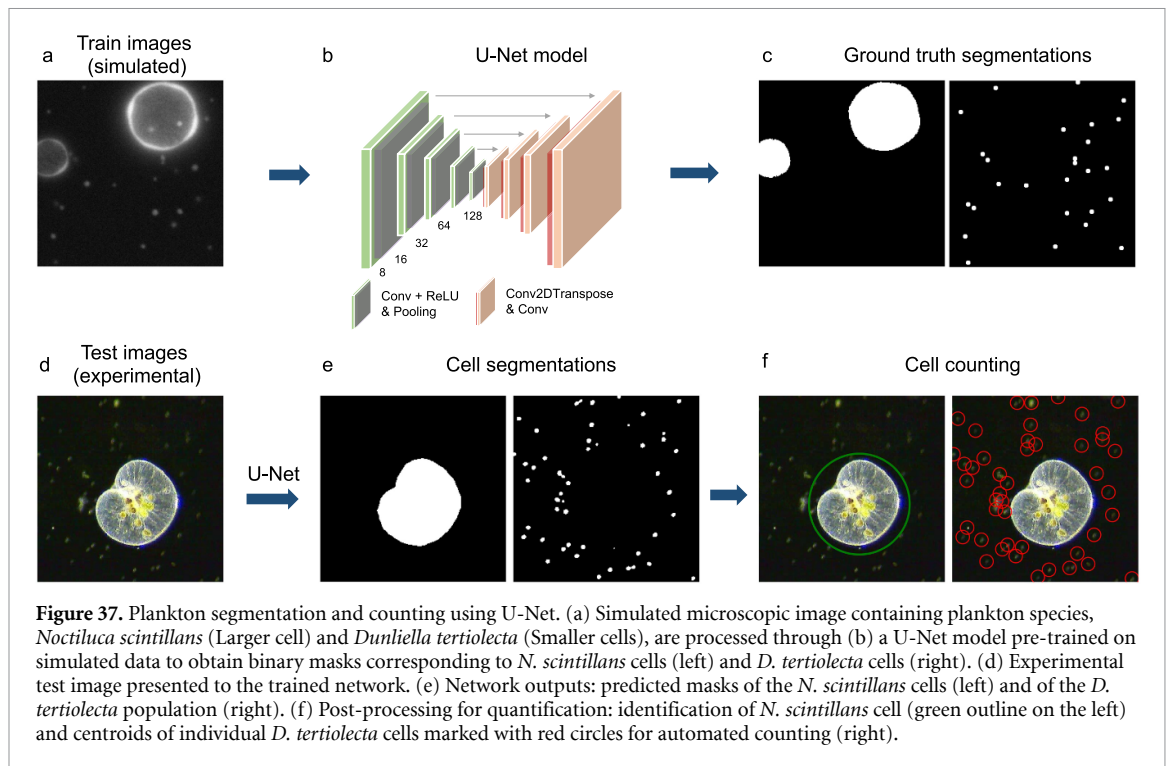 a
Train images
(simulated)
b
U-Net model
c
Ground truth segmentations
8
16
32
64
128
Conv + ReLU
& Pooling
Conv2DTranspose
& Conv
d
Test images
(experimental)
e
Cell segmentations
f
Cell counting
U-Net
Figure 37. Plankton segmentation and counting using U-Net. (a) Simulated microscopic image containing plankton species,
Noctiluca scintillans (Larger cell) and Dunliella tertiolecta (Smaller cells), are processed through (b) a U-Net model pre-trained on
simulated data to obtain binary masks corresponding to N. scintillans cells (left) and D. tertiolecta cells (right). (d) Experimental
test image presented to the trained network. (e) Network outputs: predicted masks of the N. scintillans cells (left) and of the D.
tertiolecta population (right). (f) Post-processing for quantification: identification of N. scintillans cell (green outline on the left)
and centroids of individual D. tertiolecta cells marked with red circles for automated counting (right).